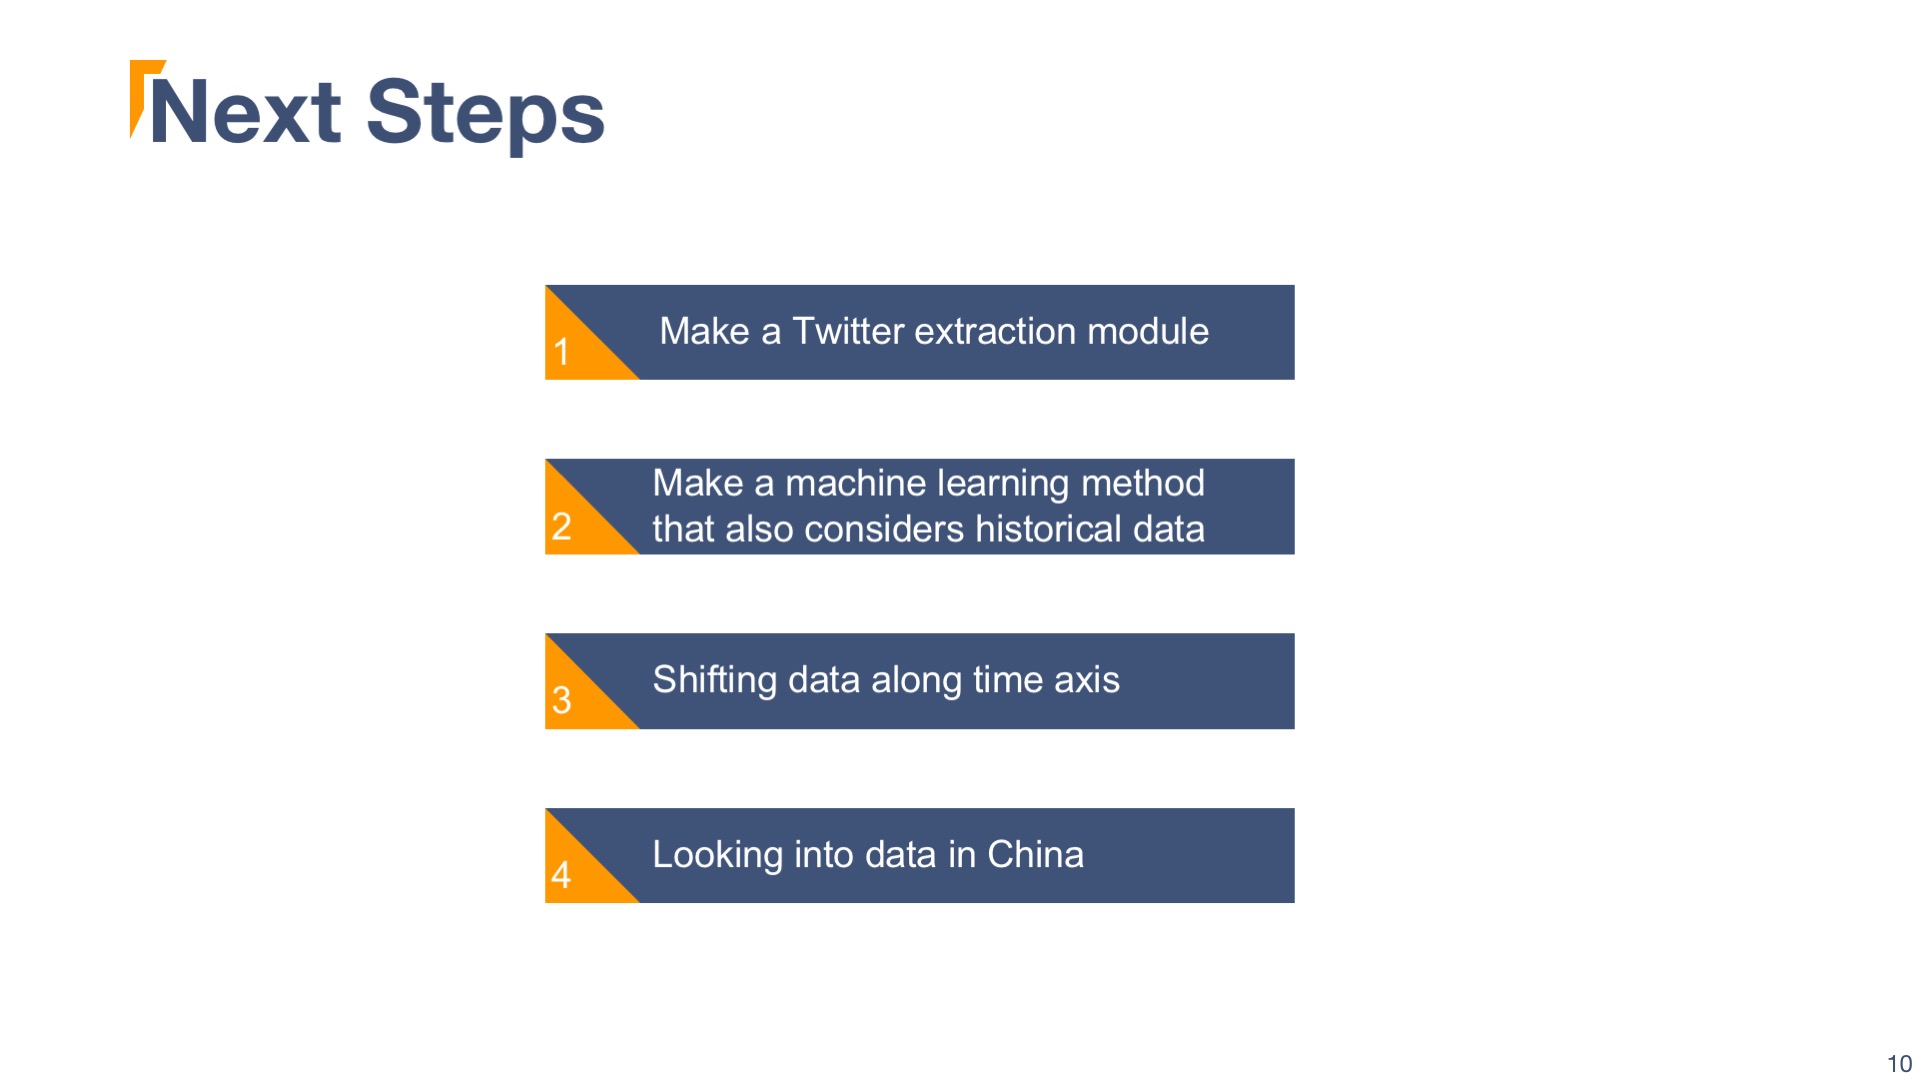 Next Steps
1
Make a Twitter extraction module
2
Make a machine learning method
that also considers historical data
3
Shifting data along time axis
4
Looking into data in China
10